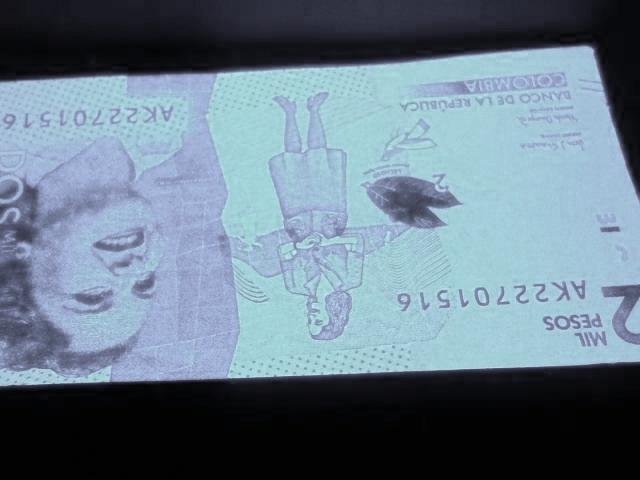 COLOMBIA
BANCO DE LA REPÚBLICA
AK22701516
2
AK22701516
DOS MIL
2
MIL
PESOS